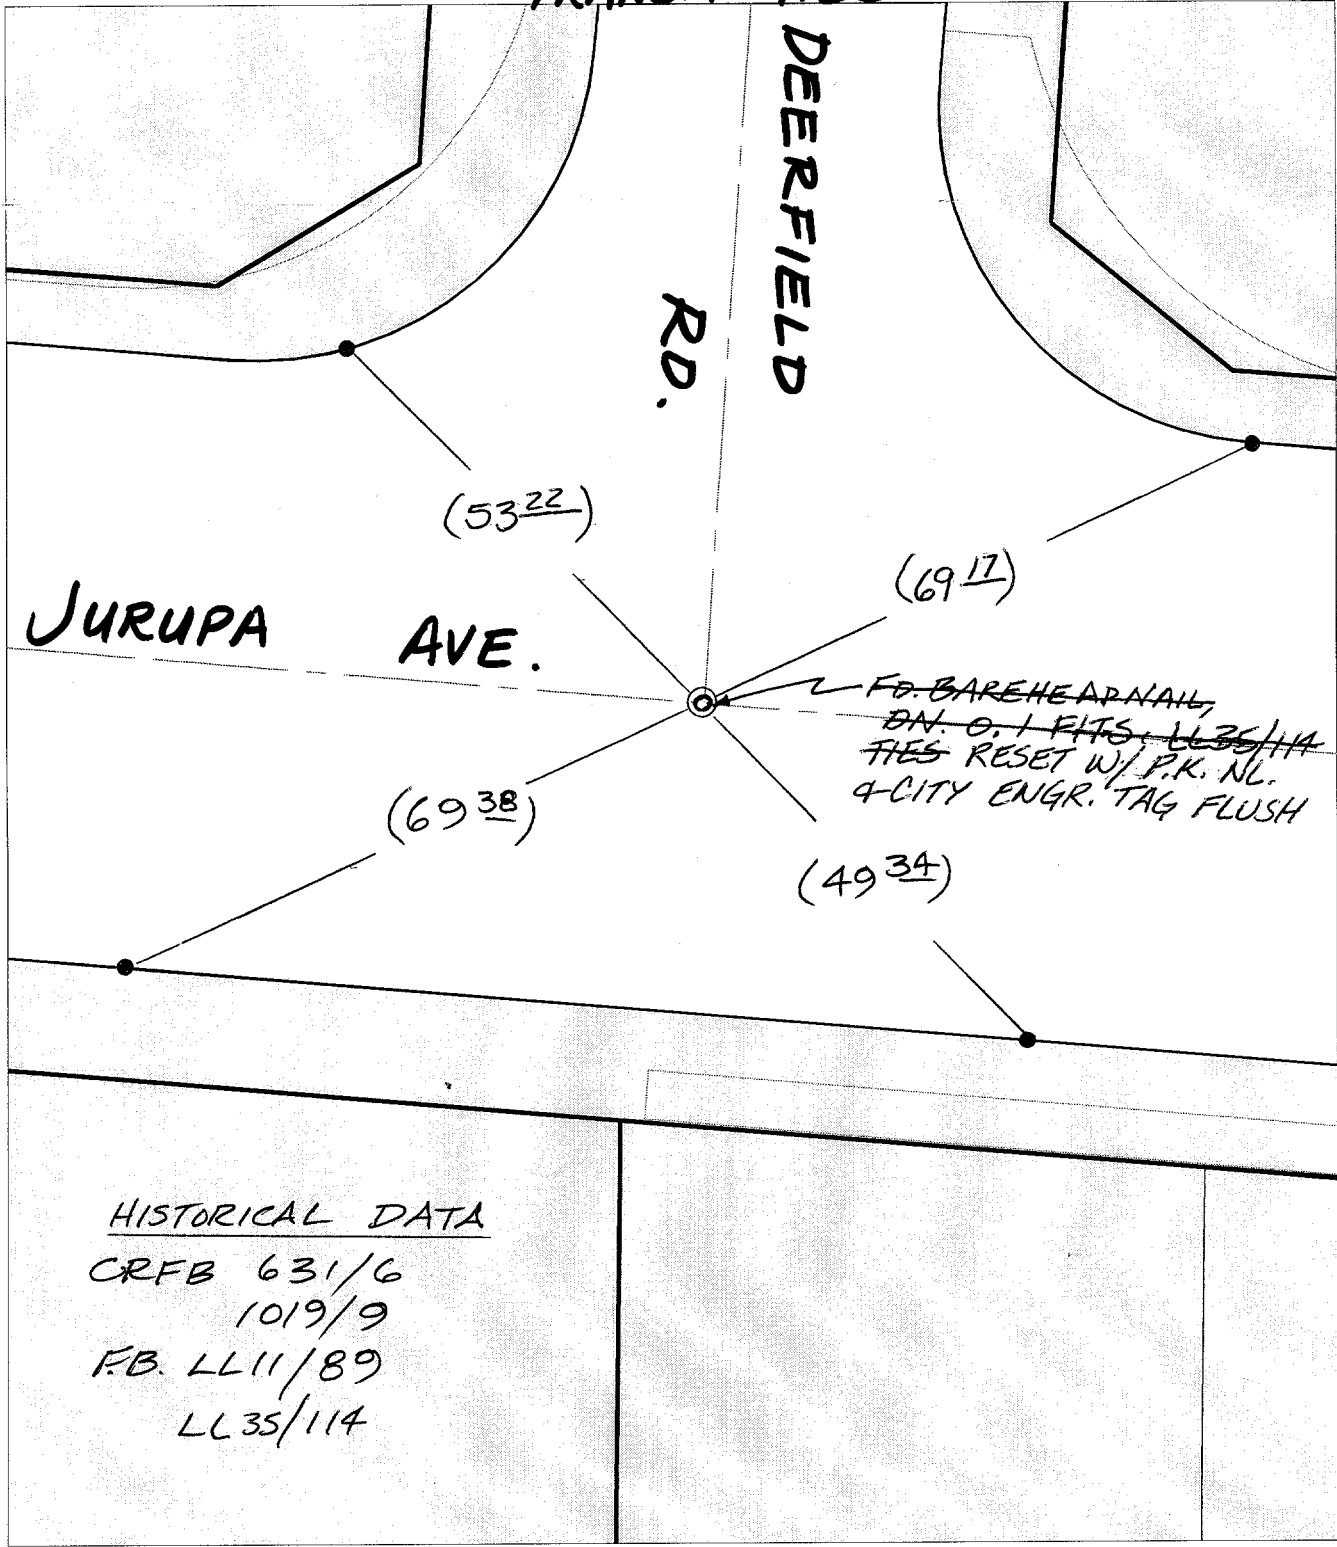 DEERFIELD
RD.
(53 22)
(69 17)
JURUPA AVE.
FD. BAREHEAD NAIL,
DN. 0.1 FITS, LL35/114
TIES RESET W/ P.K. NL.
& CITY ENGR. TAG FLUSH
(69 38)
(49 34)
HISTORICAL DATA
CRFB 631/6
1019/9
F.B. LL11/89
LL35/114